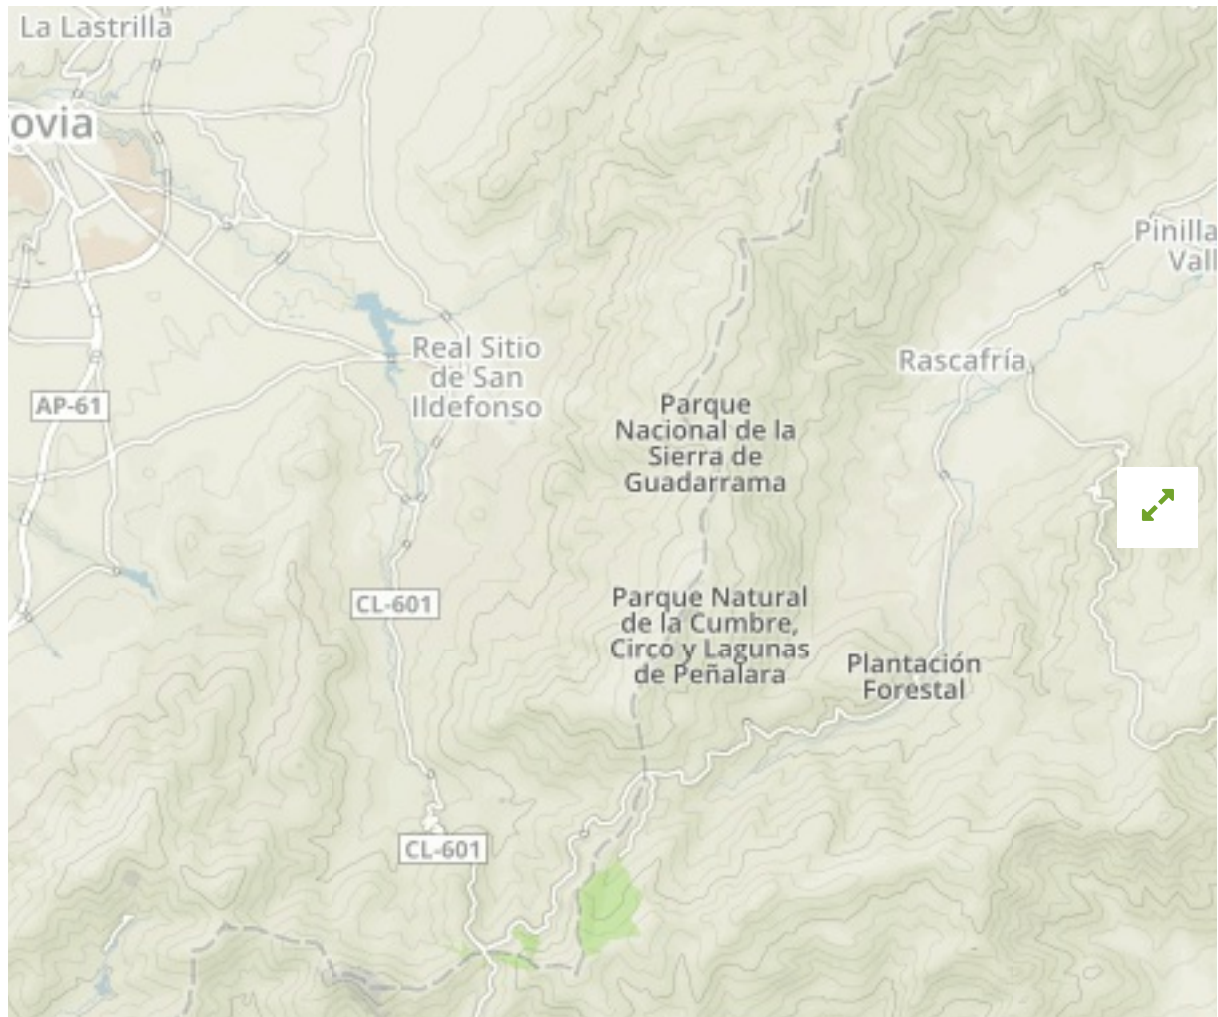 La Lastrilla
ovia
Pinilla
Vall
Real Sitio
de San
Ildefonso
Rascafría
AP-61
Parque
Nacional de la
Sierra de
Guadarrama
CL-601
Parque Natural
de la Cumbre,
Circo y Lagunas
de Peñalara
Plantación
Forestal
CL-601